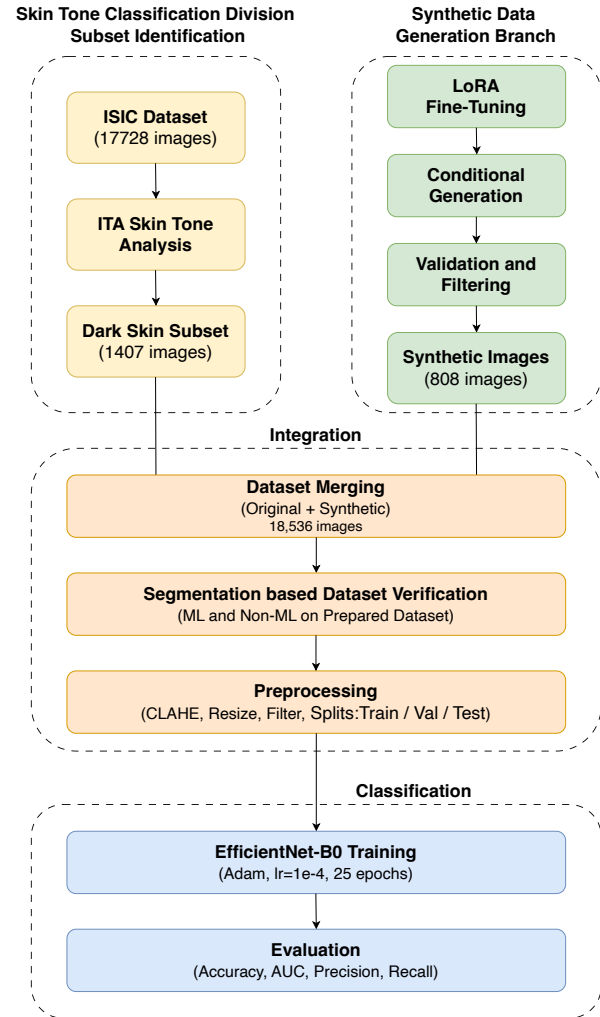 Skin Tone Classification Division
Subset Identification
ISIC Dataset
(17728 images)
ITA Skin Tone
Analysis
Dark Skin Subset
(1407 images)
Synthetic Data
Generation Branch
LoRA
Fine-Tuning
Conditional
Generation
Validation and
Filtering
Synthetic Images
(808 images)
Integration
Dataset Merging
(Original + Synthetic)
18,536 images
Segmentation based Dataset Verification
(ML and Non-ML on Prepared Dataset)
Preprocessing
(CLAHE, Resize, Filter, Splits:Train / Val / Test)
Classification
EfficientNet-B0 Training
(Adam, lr=1e-4, 25 epochs)
Evaluation
(Accuracy, AUC, Precision, Recall)